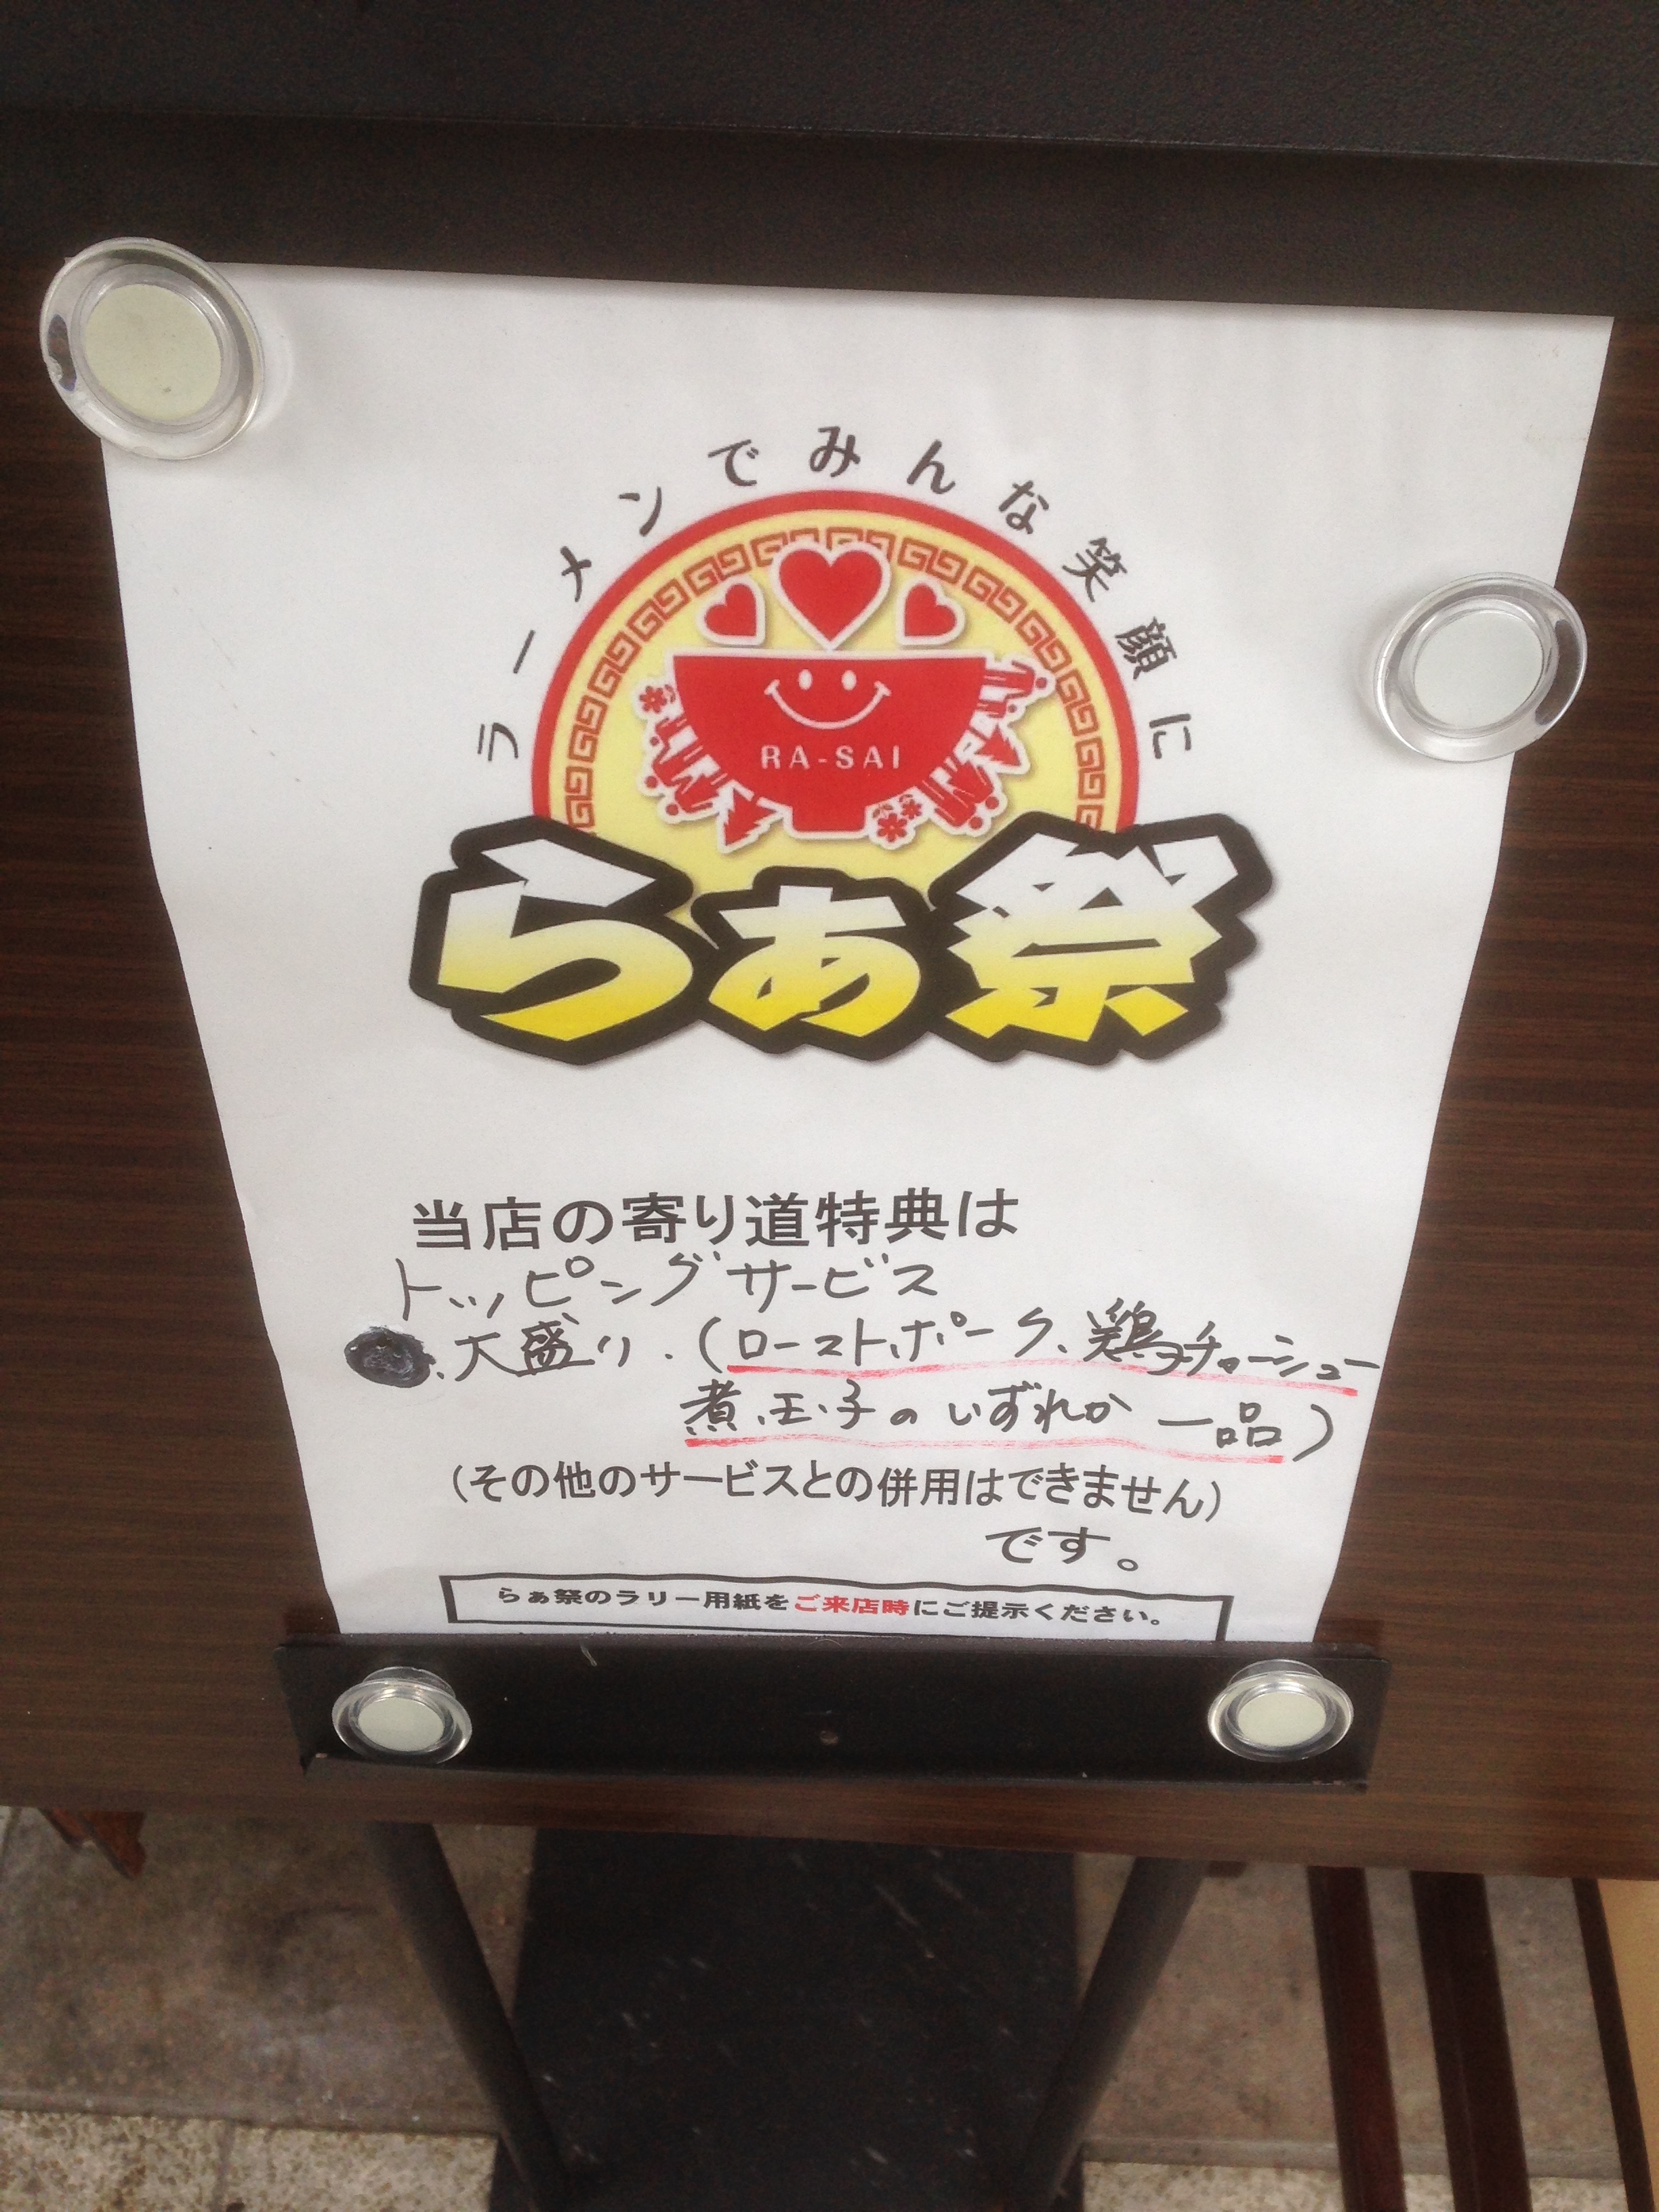 ラーメンでみんな笑顔に
RA-SAI
らぁ祭
当店の寄り道特典は
トッピングサービス
大盛り.(ローストポーク、鶏チャーシュー
煮玉子のいずれか一品)
(その他のサービスとの併用はできません)
です。
らぁ祭のラリー用紙をご来店時にご提示ください。